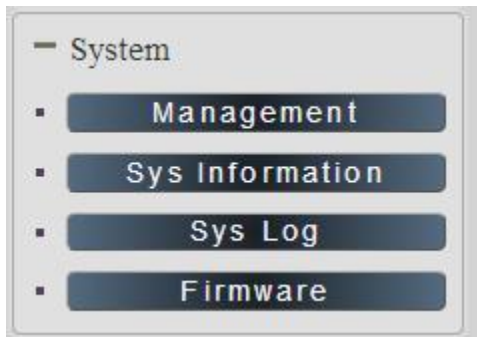 System
Management
Sys Information
Sys Log
Firmware